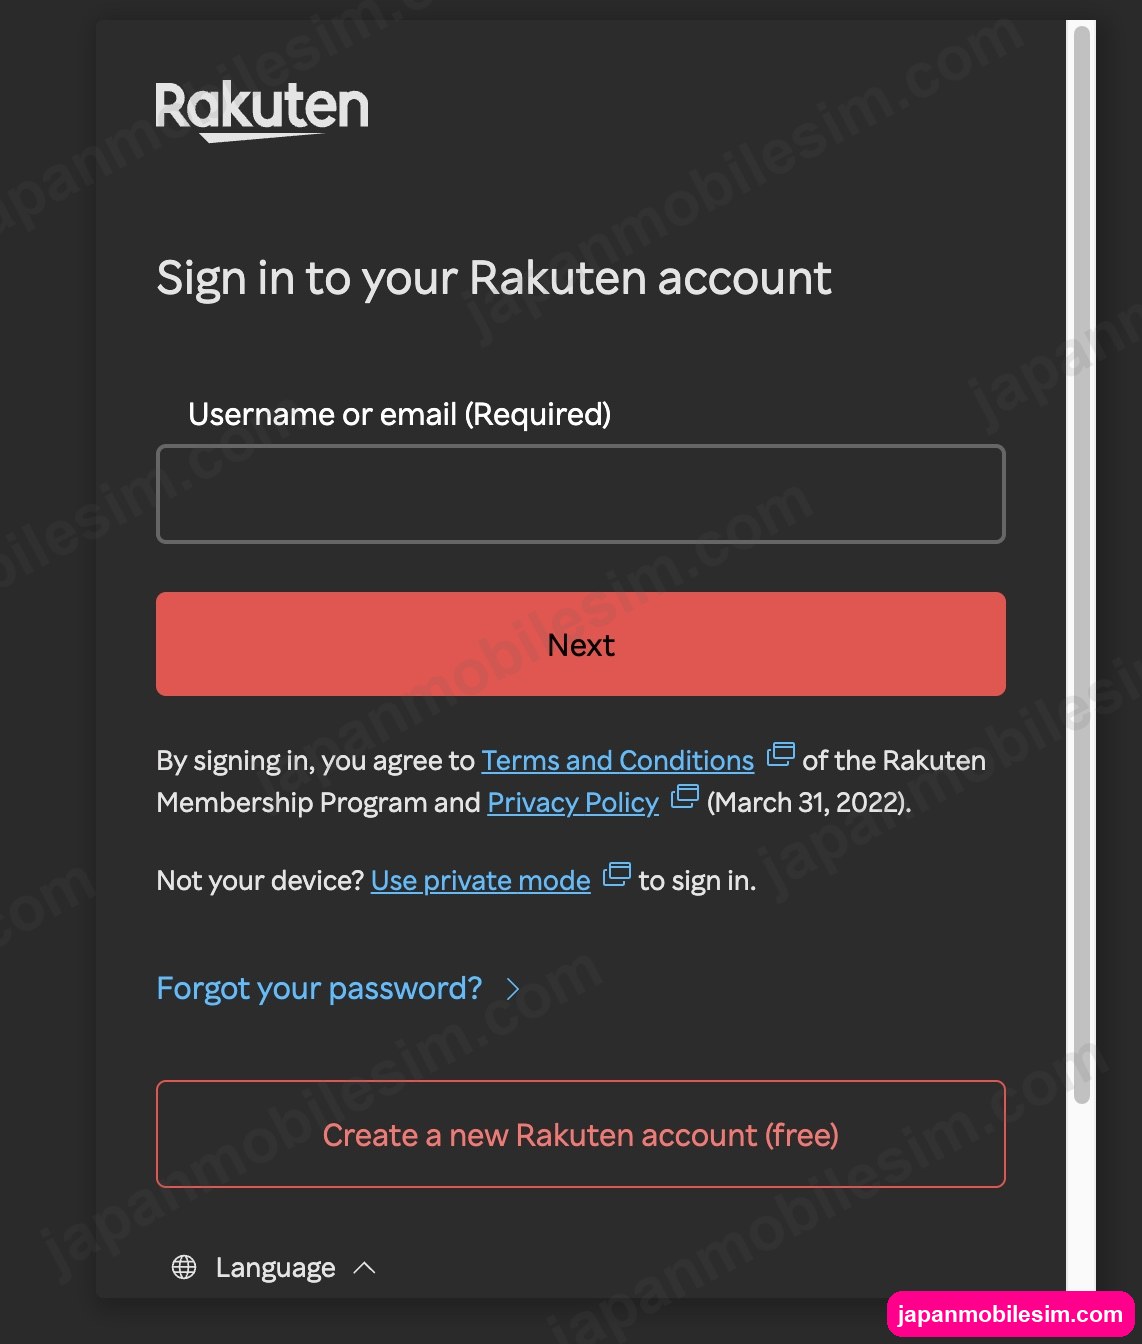 Rakuten
Sign in to your Rakuten account
Username or email (Required)
Next
By signing in, you agree to Terms and Conditions of the Rakuten
Membership Program and Privacy Policy (March 31, 2022).
Not your device? Use private mode to sign in.
Forgot your password?
Create a new Rakuten account (free)
Language
japanmobilesim.com